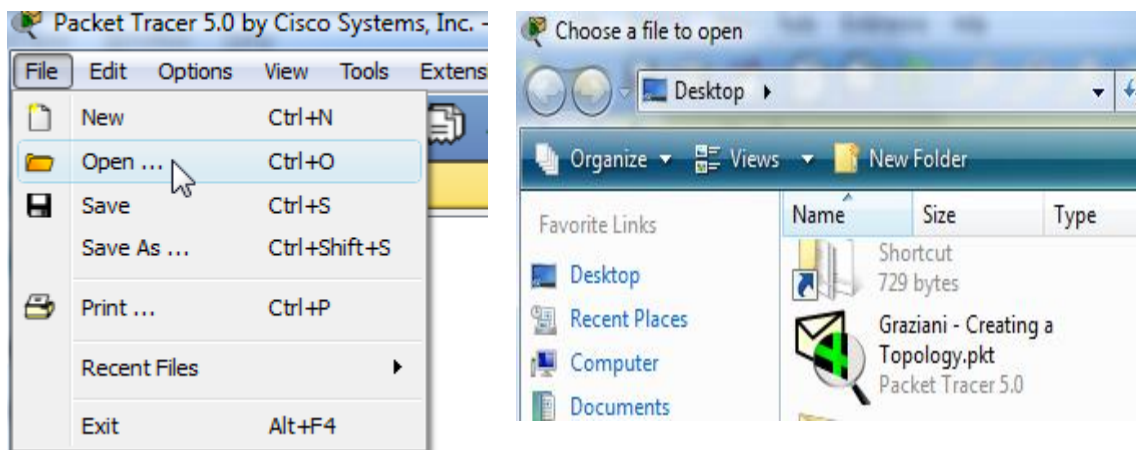 Packet Tracer 5.0 by Cisco Systems, Inc. -
File Edit Options View Tools Extensi
New Ctrl+N
Open ... Ctrl+O
Save Ctrl+S
Save As ... Ctrl+Shift+S
Print ... Ctrl+P
Recent Files
Exit Alt+F4
Choose a file to open
Desktop
Organize Views New Folder
Favorite Links
Desktop
Recent Places
Computer
Documents
Name Size Type
Shortcut
729 bytes
Graziani - Creating a
Topology.pkt
Packet Tracer 5.0